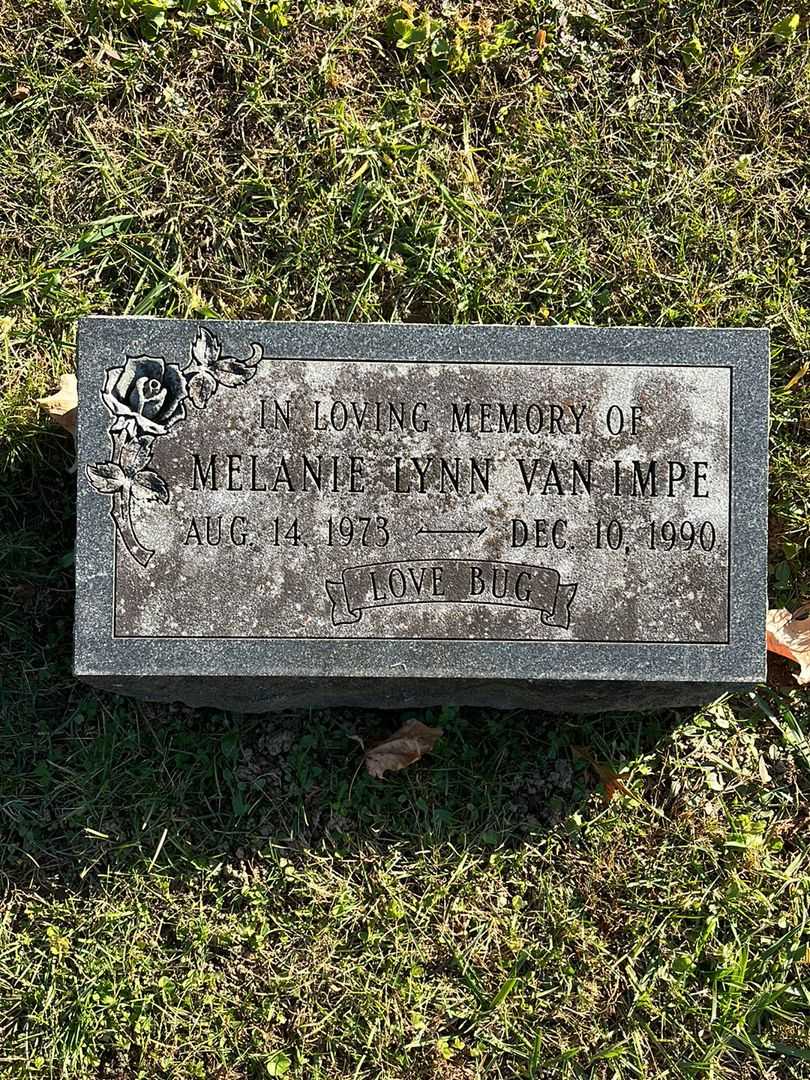 IN LOVING MEMORY OF
MELANIE LYNN VAN IMPE
AUG. 14, 1973 — DEC. 10, 1990
LOVE BUG